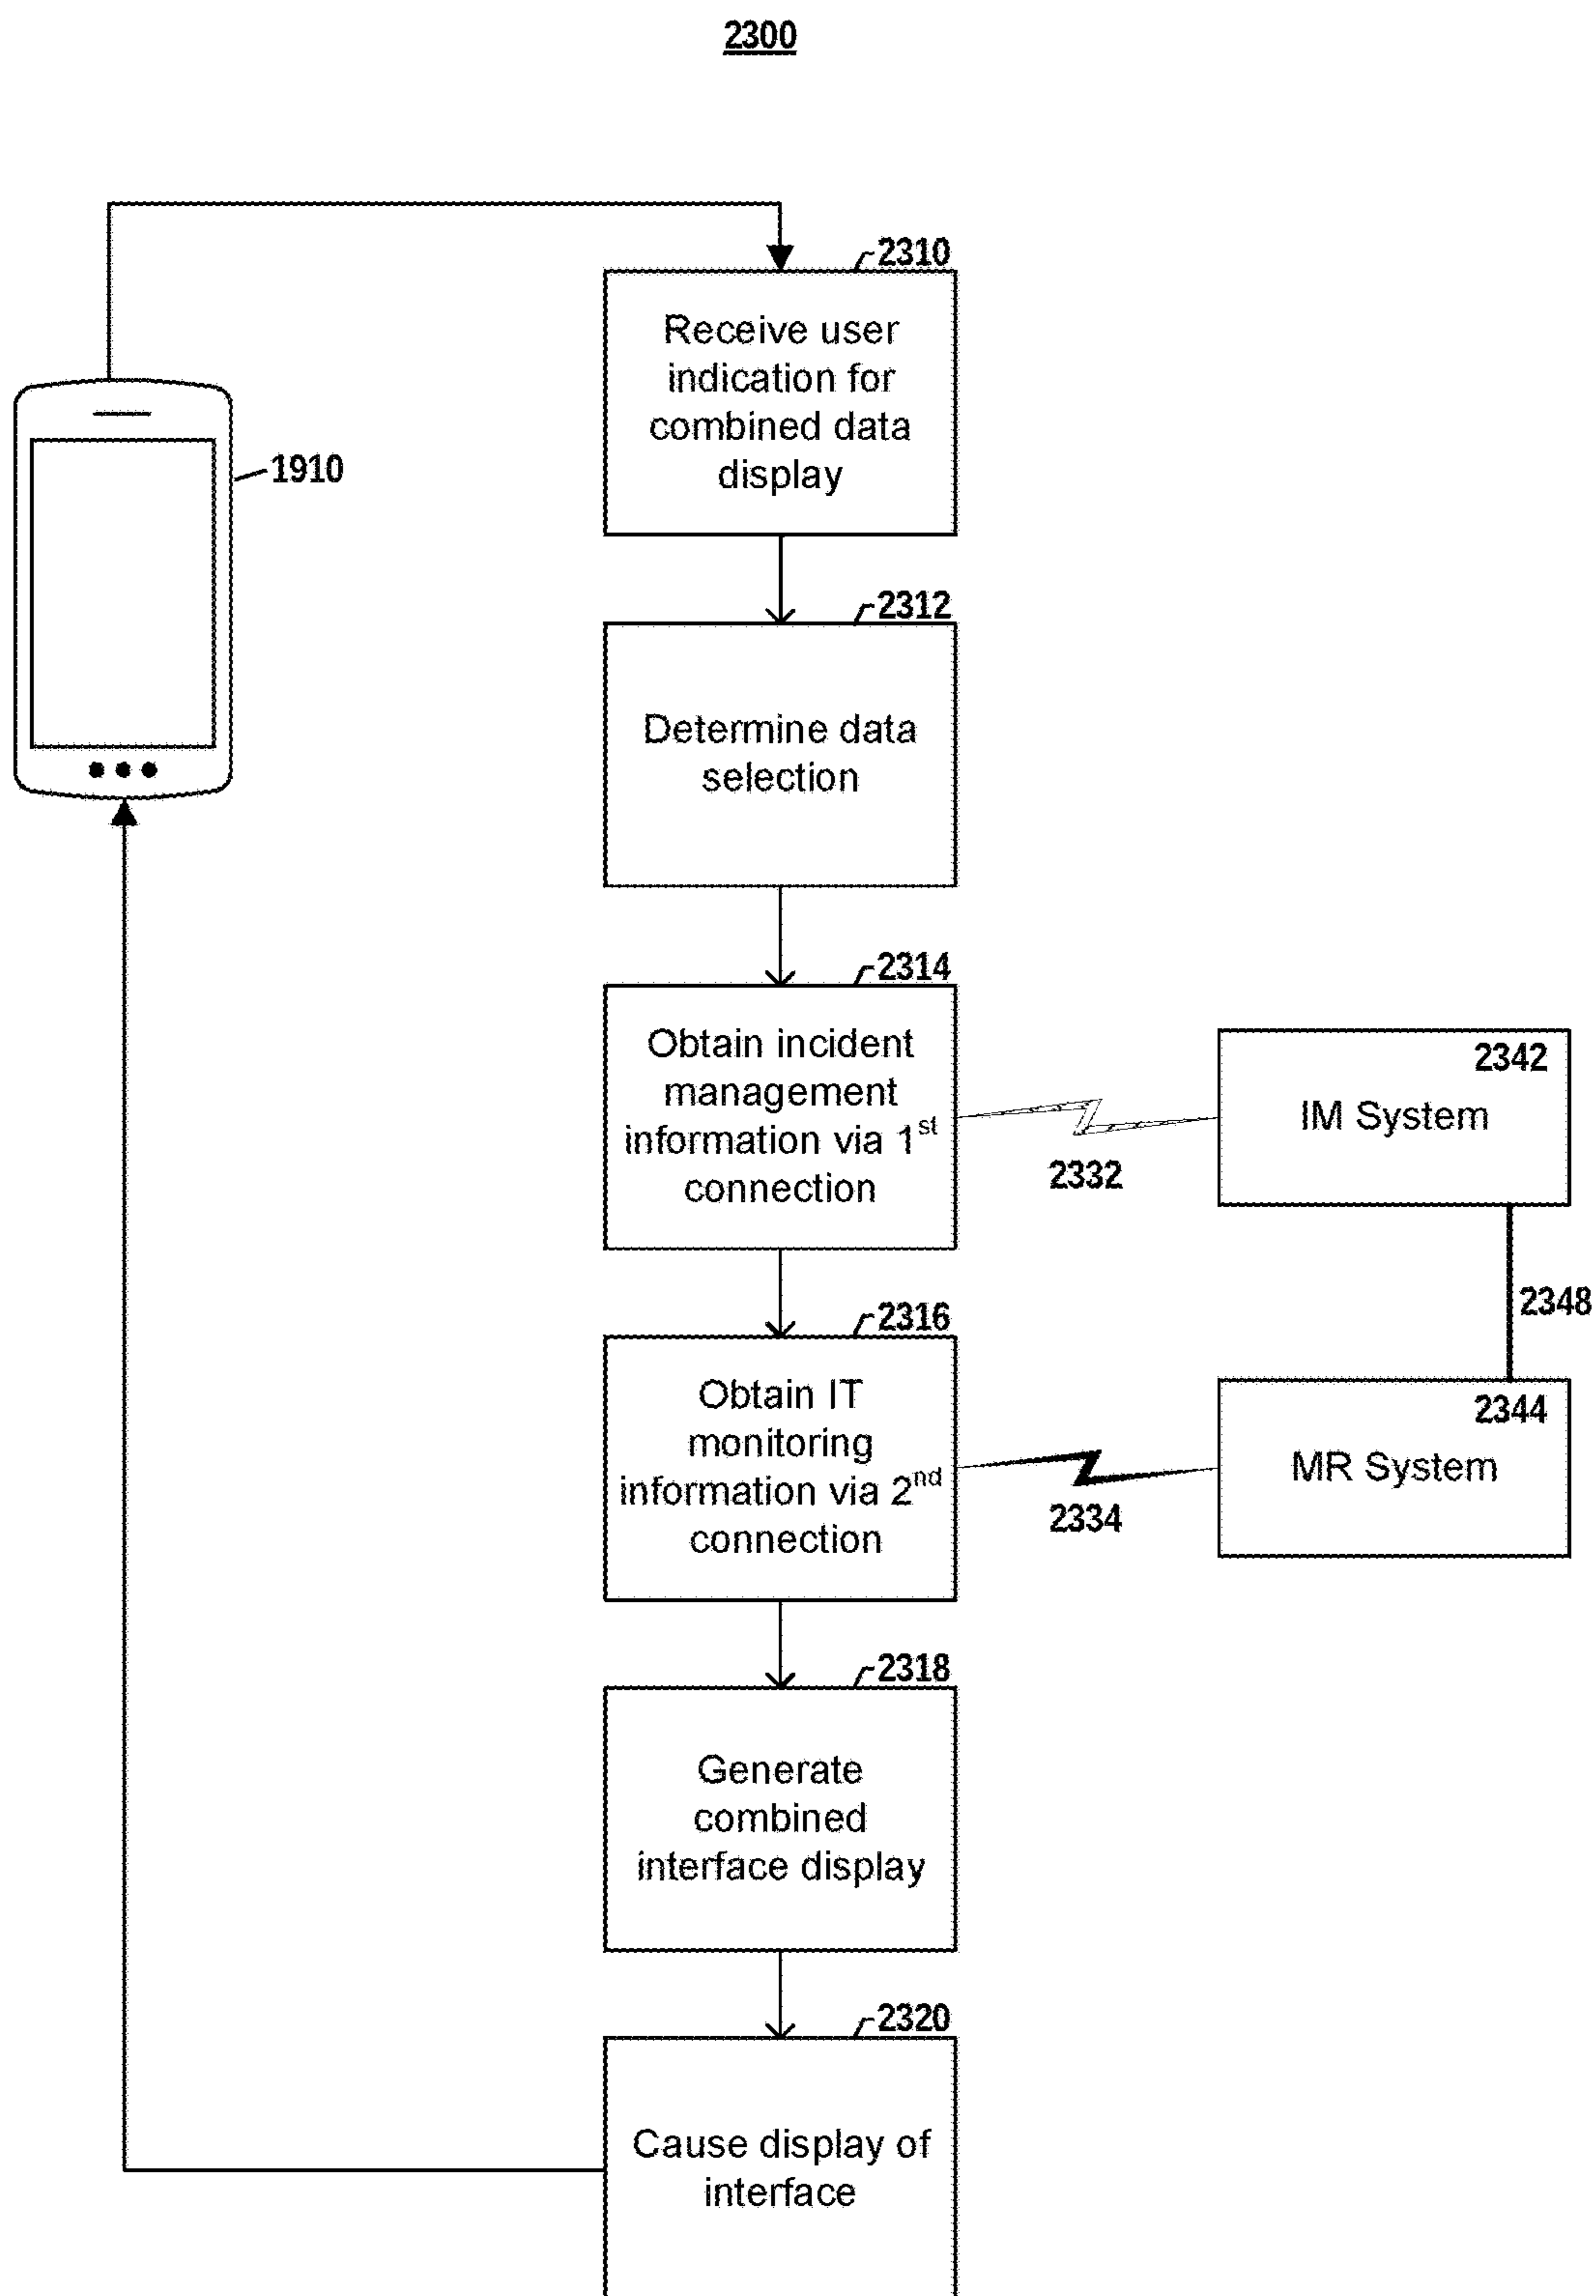 2300
2310
Receive user
indication for
combined data
display
1910
2312
Determine data
selection
2314
Obtain incident
management
information via 1st
connection
2332
2342
IM System
2348
2316
Obtain IT
monitoring
information via 2nd
connection
2334
2344
MR System
2318
Generate
combined
interface display
2320
Cause display of
interface